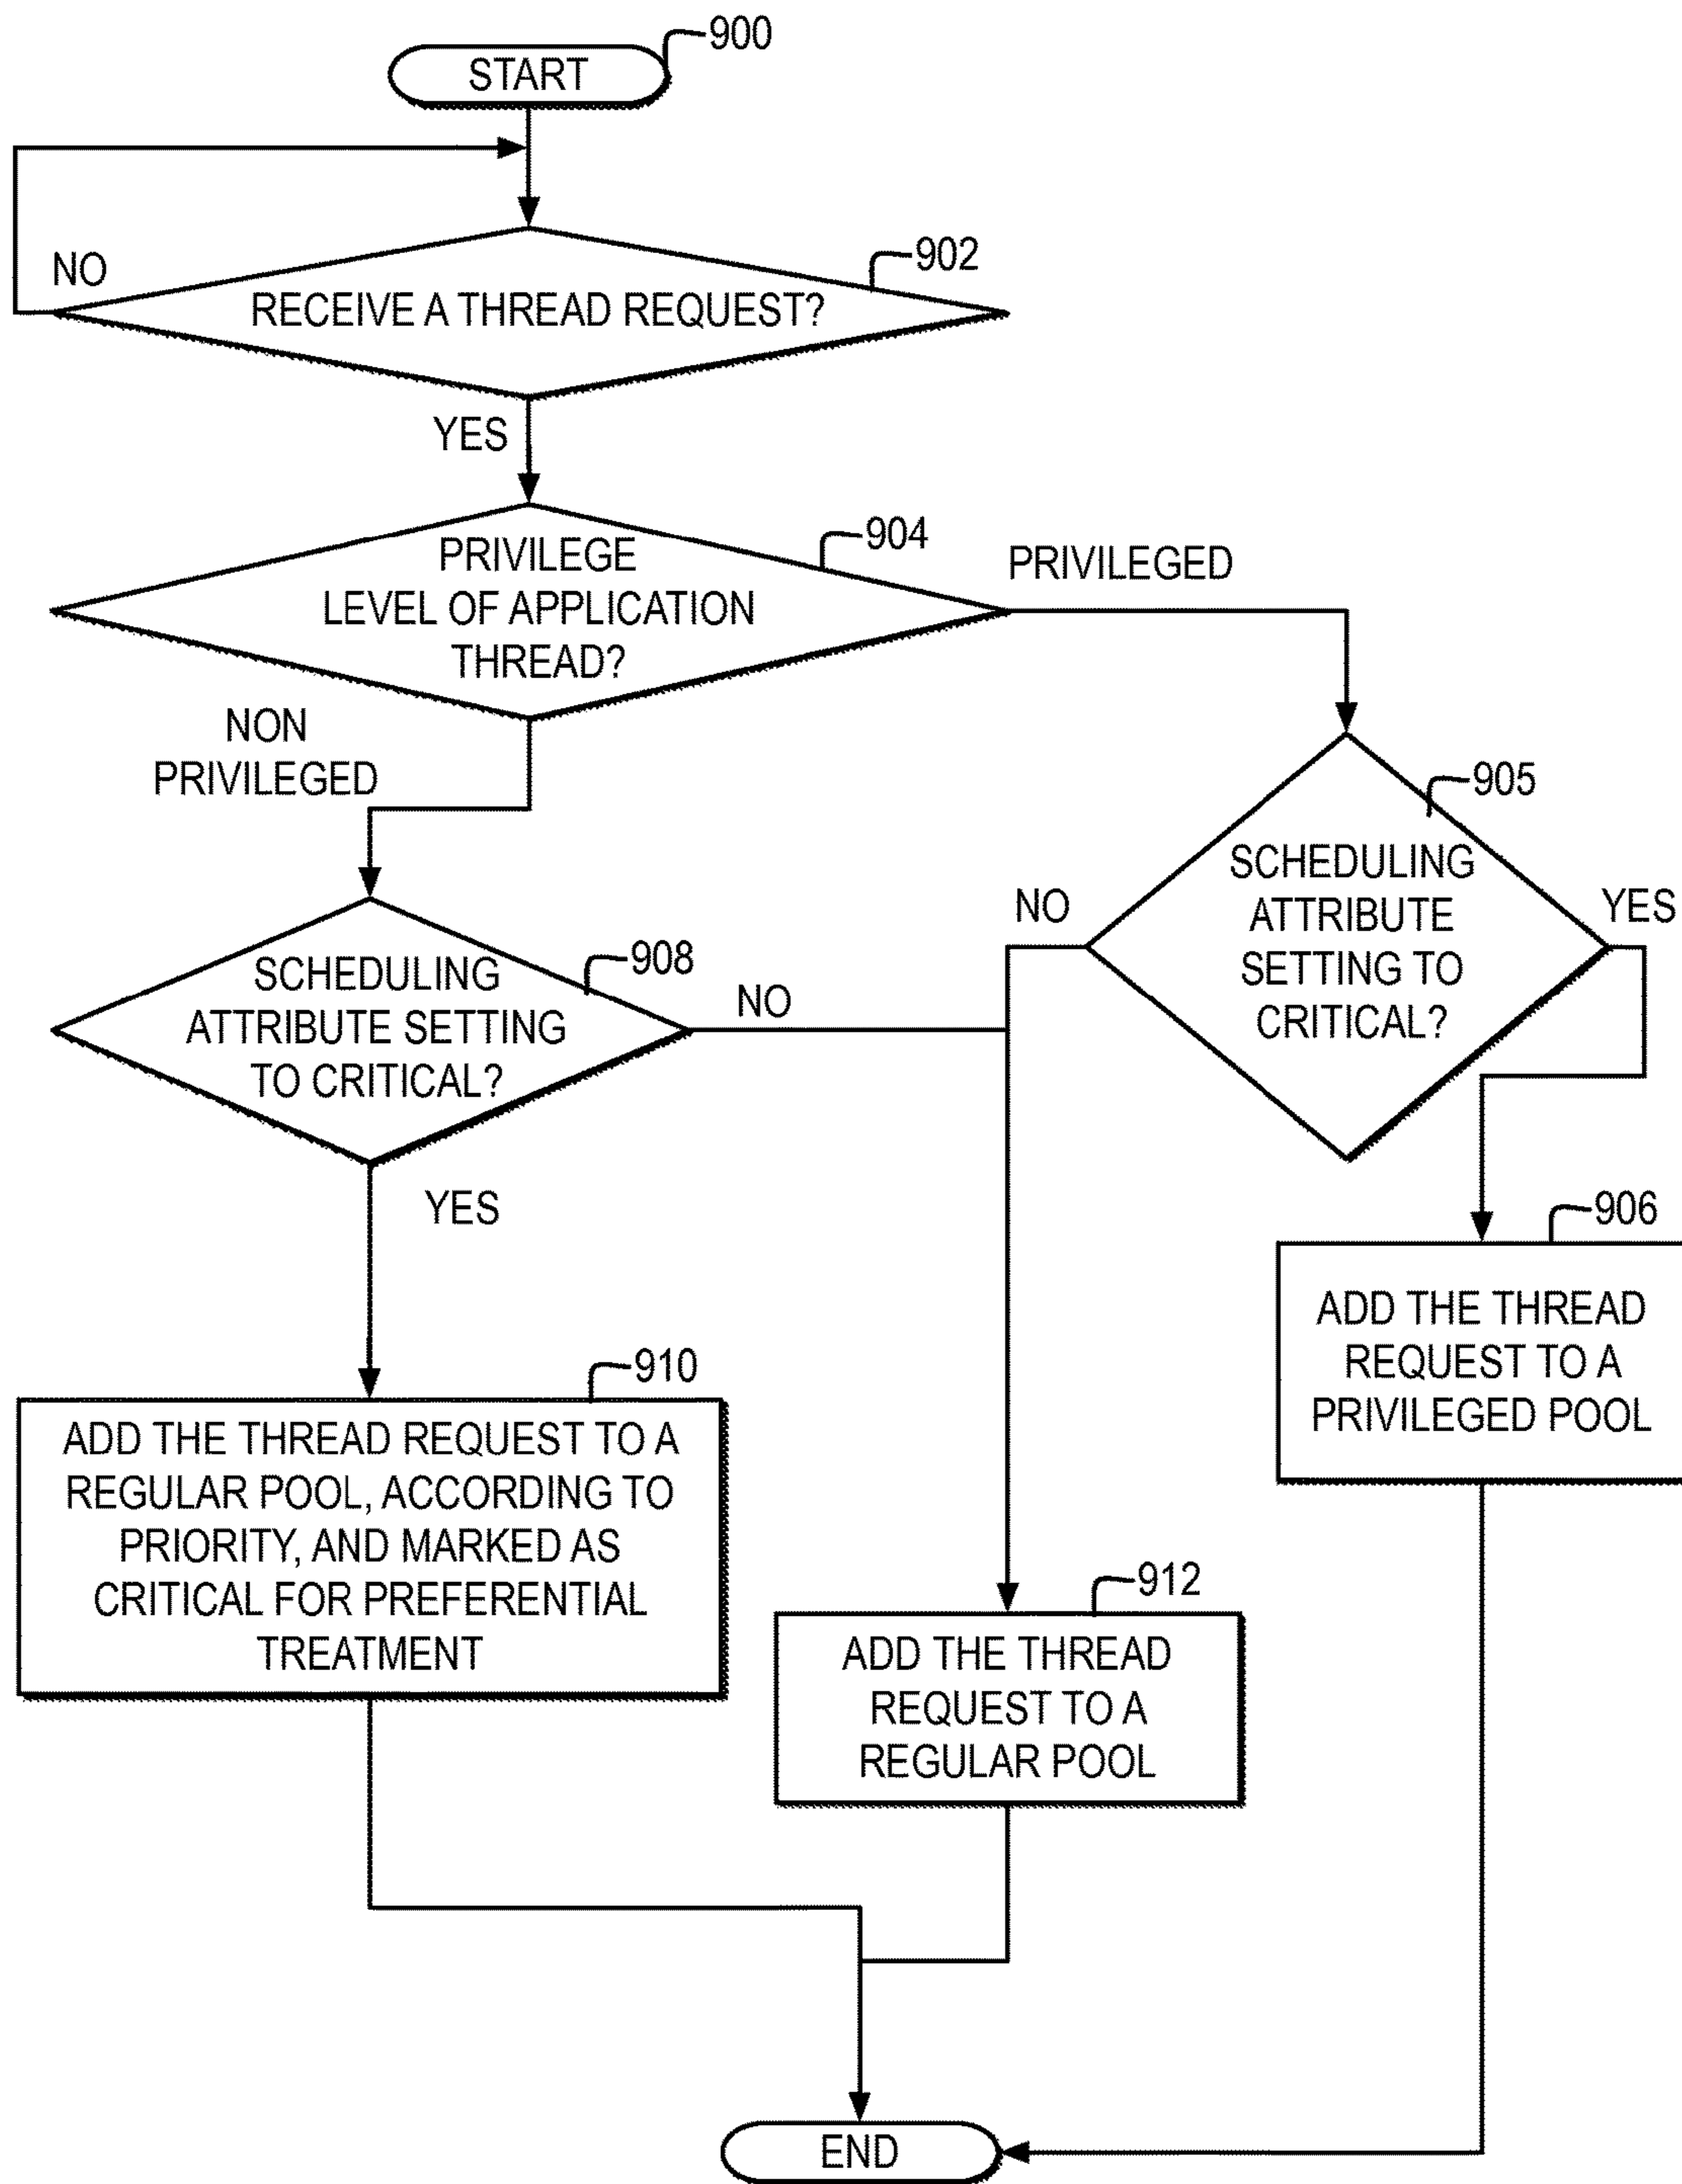 900
START
902
NO
RECEIVE A THREAD REQUEST?
YES
904
PRIVILEGE
LEVEL OF APPLICATION
THREAD?
PRIVILEGED
NON
PRIVILEGED
905
SCHEDULING
ATTRIBUTE
SETTING TO
CRITICAL?
NO
YES
908
SCHEDULING
ATTRIBUTE SETTING
TO CRITICAL?
NO
YES
906
ADD THE THREAD
REQUEST TO A
PRIVILEGED POOL
910
ADD THE THREAD REQUEST TO A
REGULAR POOL, ACCORDING TO
PRIORITY, AND MARKED AS
CRITICAL FOR PREFERENTIAL
TREATMENT
912
ADD THE THREAD
REQUEST TO A
REGULAR POOL
END